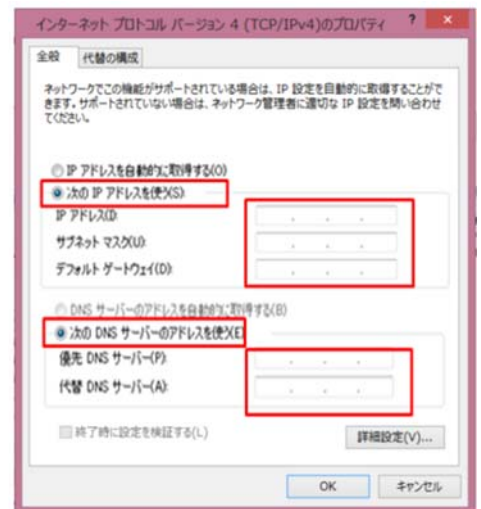 インターネット プロトコル バージョン 4 (TCP/IPv4)のプロパティ
全般 代替の構成
ネットワークでこの機能がサポートされている場合は、IP 設定を自動的に取得することがで
きます。サポートされていない場合は、ネットワーク管理者に適切な IP 設定を問い合わせ
てください。
IP アドレスを自動的に取得する(O)
次の IP アドレスを使う(S):
IP アドレス(I):
サブネット マスク(U):
デフォルト ゲートウェイ(D):
DNS サーバーのアドレスを自動的に取得する(B)
次の DNS サーバーのアドレスを使う(E):
優先 DNS サーバー(P):
代替 DNS サーバー(A):
終了時に設定を検証する(L)
詳細設定(V)...
OK キャンセル